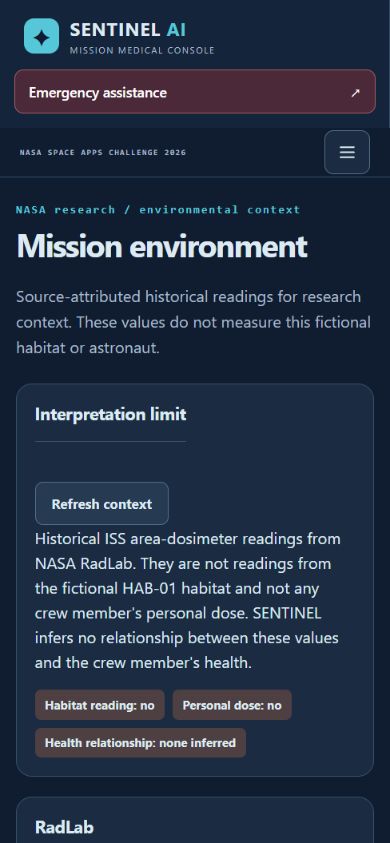 SENTINEL AI
MISSION MEDICAL CONSOLE
Emergency assistance ↗
NASA SPACE APPS CHALLENGE 2026
NASA research / environmental context
Mission environment
Source-attributed historical readings for research
context. These values do not measure this fictional
habitat or astronaut.
Interpretation limit
Refresh context
Historical ISS area-dosimeter readings from
NASA RadLab. They are not readings from
the fictional HAB-01 habitat and not any
crew member's personal dose. SENTINEL
infers no relationship between these values
and the crew member's health.
Habitat reading: no
Personal dose: no
Health relationship: none inferred
RadLab